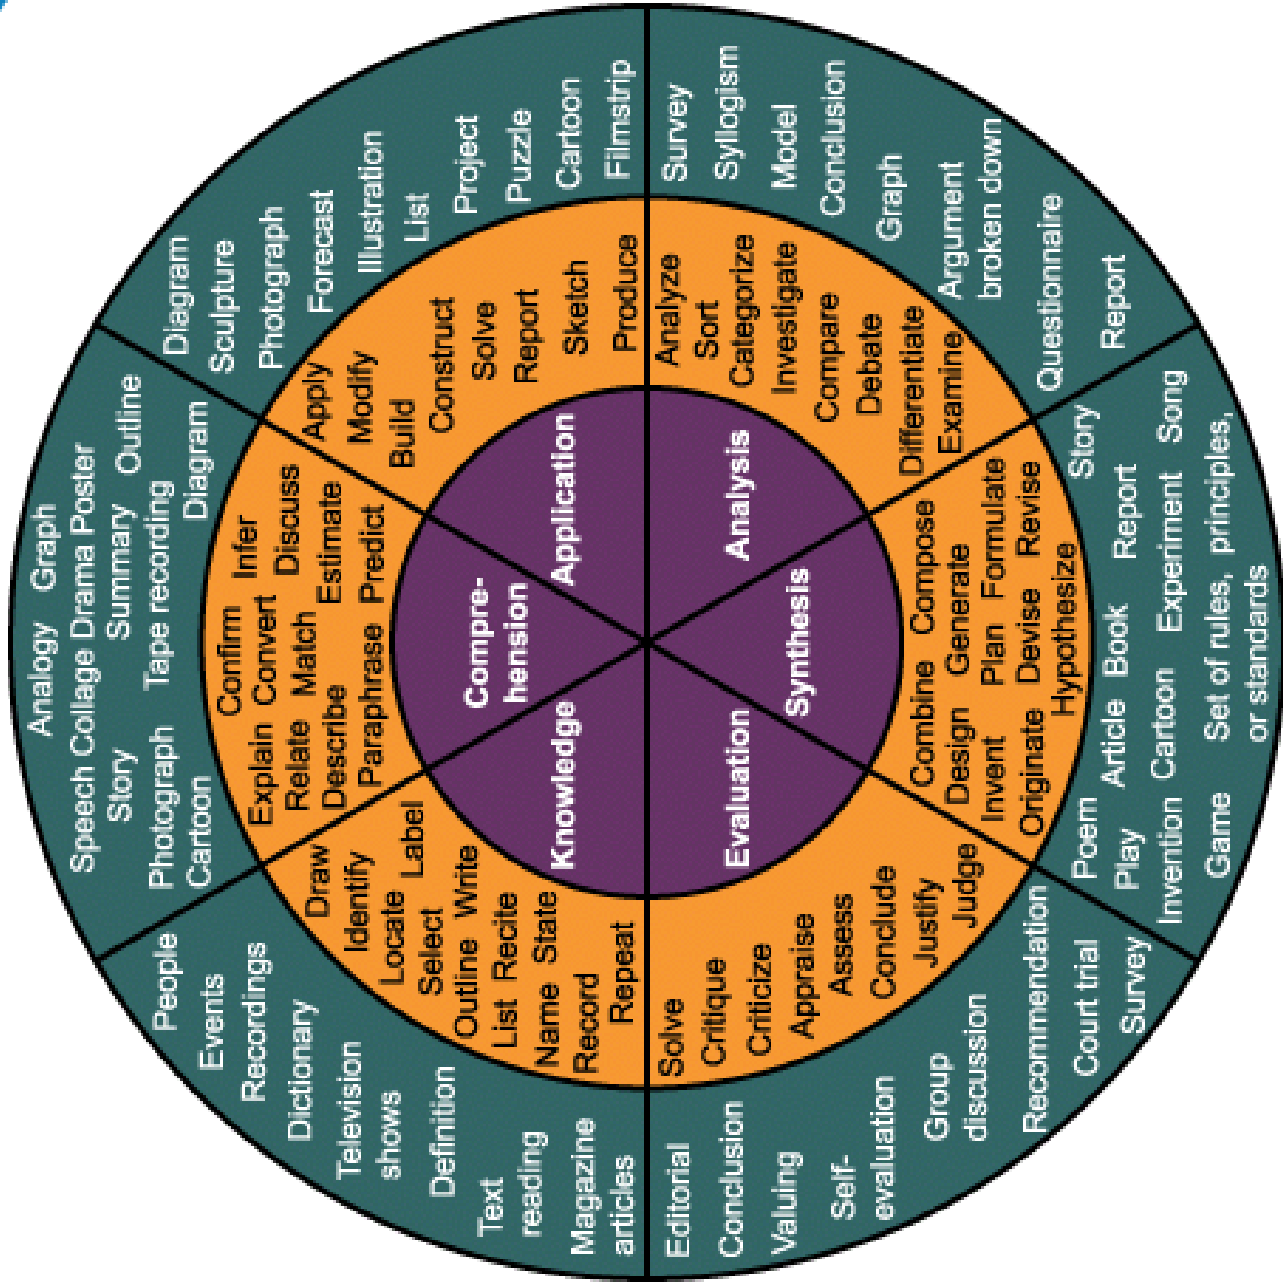 Knowledge
Compre-
hension
Application
Analysis
Synthesis
Evaluation
Draw
Identify
Locate Label
Select
Outline Write
List Recite
Name State
Record
Repeat
Confirm Infer
Explain Convert Discuss
Relate Match Estimate
Describe
Paraphrase Predict
Apply
Modify
Build
Construct
Solve
Report
Sketch
Produce
Analyze
Sort
Categorize
Investigate
Compare
Debate
Differentiate
Examine
Combine Compose
Design Generate
Invent Plan Formulate
Originate Devise Revise
Hypothesize
Solve
Critique
Criticize
Appraise
Assess
Conclude
Justify
Judge
People
Events
Recordings
Dictionary
Television
shows
Definition
Text
reading
Magazine
articles
Analogy Graph
Speech Collage Drama Poster
Story Summary Outline
Photograph Tape recording
Cartoon Diagram
Diagram
Sculpture
Photograph
Forecast
Illustration
List
Project
Puzzle
Cartoon
Filmstrip
Survey
Syllogism
Model
Conclusion
Graph
Argument
broken down
Questionnaire
Report
Poem Story
Play Article Book Report
Invention Cartoon Experiment Song
Game Set of rules, principles,
or standards
Editorial
Conclusion
Valuing
Self-
evaluation
Group
discussion
Recommendation
Court trial
Survey